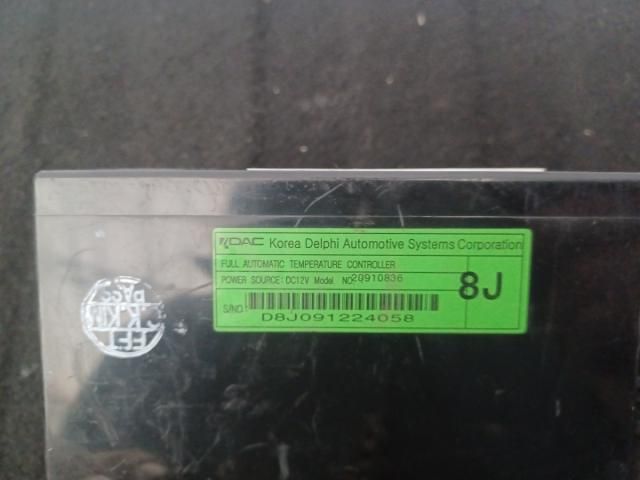 KDAC Korea Delphi Automotive Systems Corporation
FULL AUTOMATIC TEMPERATURE CONTROLLER
POWER SOURCE: DC12V Model NO 20910836
8J
S/NO:
D8J091224058
PASS